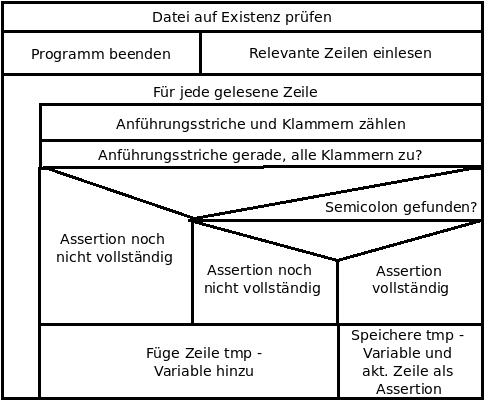 Datei auf Existenz prüfen
Programm beenden
Relevante Zeilen einlesen
Für jede gelesene Zeile
Anführungsstriche und Klammern zählen
Anführungsstriche gerade, alle Klammern zu?
Semicolon gefunden?
Assertion noch
nicht vollständig
Assertion noch
nicht vollständig
Assertion
vollständig
Füge Zeile tmp -
Variable hinzu
Speichere tmp -
Variable und
akt. Zeile als
Assertion